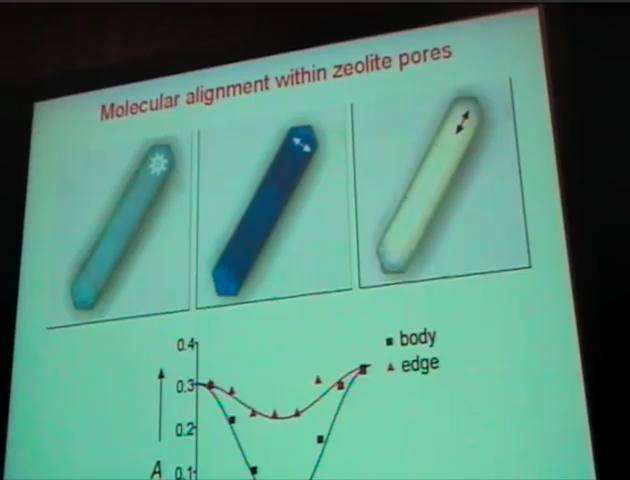 Molecular alignment within zeolite pores
0.4
body
edge
0.3
0.2
A
0.1